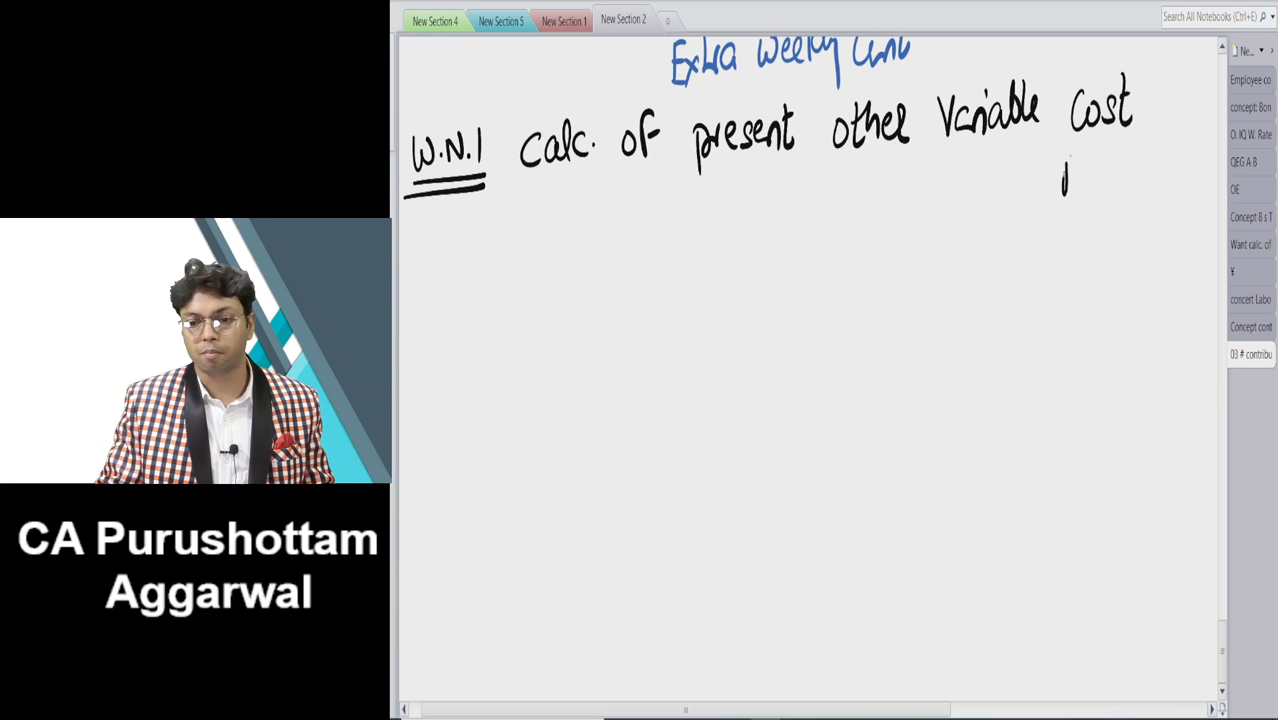 New Section 4
New Section 5
New Section 1
New Section 2
Search All Notebooks (Ctrl+E)
Extra Weekly
W.N.1 Calc. of present other Variable Cost
CA Purushottam
Aggarwal
Ne...
Employee co
concept: Bon
O. IQ W. Rate
QEG A B
OE
Concept 8 s T
Want calc. of
¥
concert Labo
Concept cont
03 # contribu